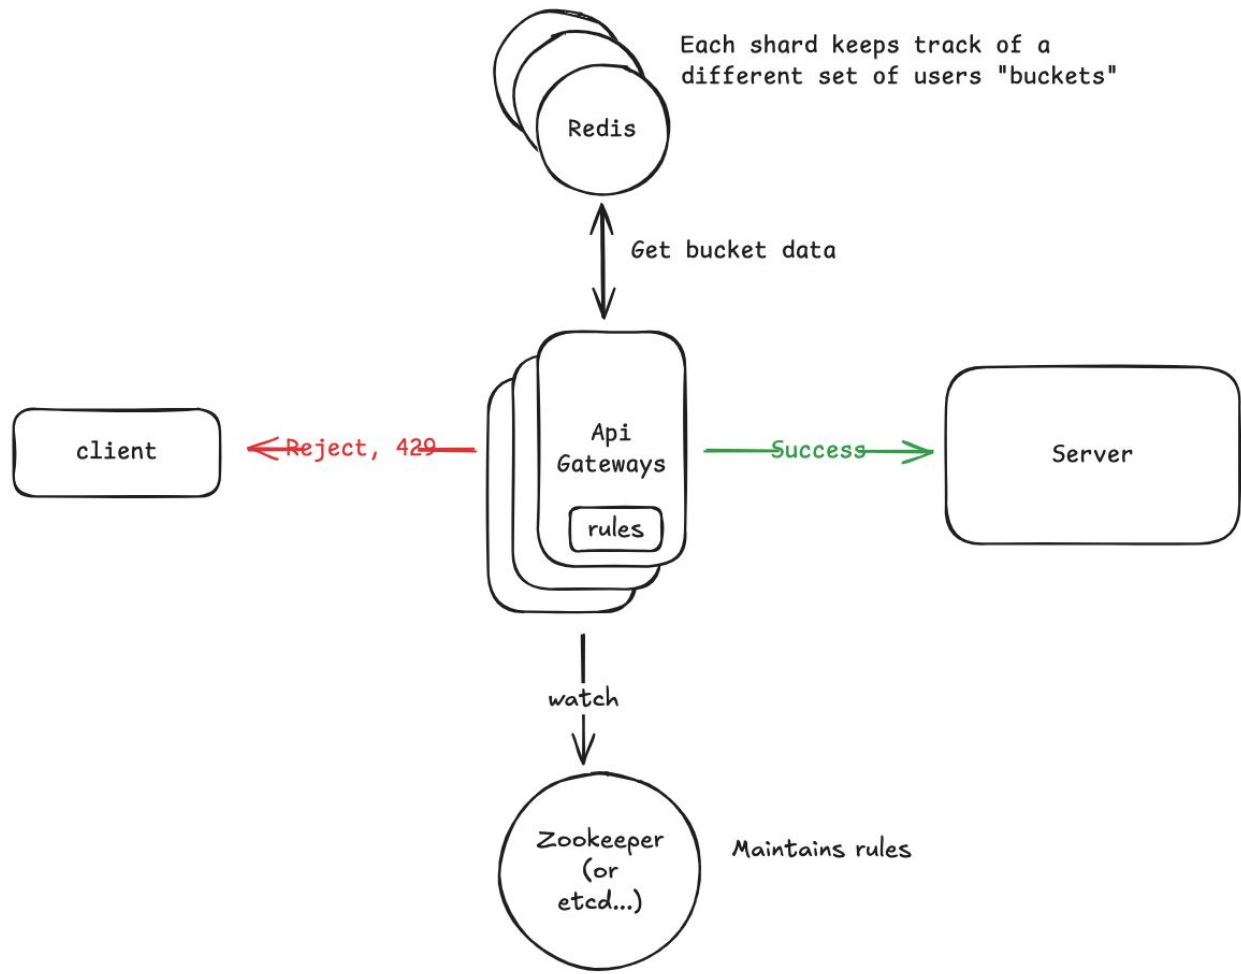 Each shard keeps track of a
different set of users "buckets"
Redis
Get bucket data
client
Reject, 429
Api
Gateways
rules
Success
Server
watch
Zookeeper
(or
etcd...)
Maintains rules